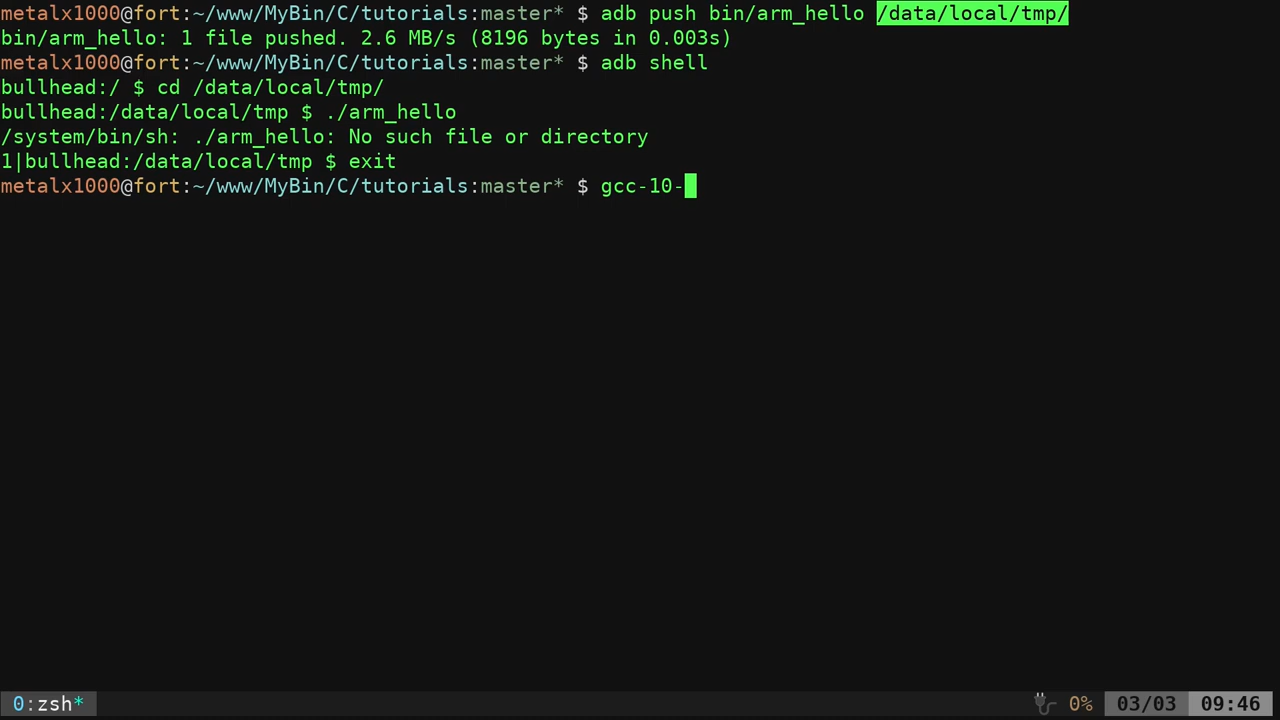 metalx1000@fort:~/www/MyBin/C/tutorials:master* $ adb push bin/arm_hello /data/local/tmp/
bin/arm_hello: 1 file pushed. 2.6 MB/s (8196 bytes in 0.003s)
metalx1000@fort:~/www/MyBin/C/tutorials:master* $ adb shell
bullhead:/ $ cd /data/local/tmp/
bullhead:/data/local/tmp $ ./arm_hello
/system/bin/sh: ./arm_hello: No such file or directory
1|bullhead:/data/local/tmp $ exit
metalx1000@fort:~/www/MyBin/C/tutorials:master* $ gcc-10-
0:zsh* 0% 03/03 09:46